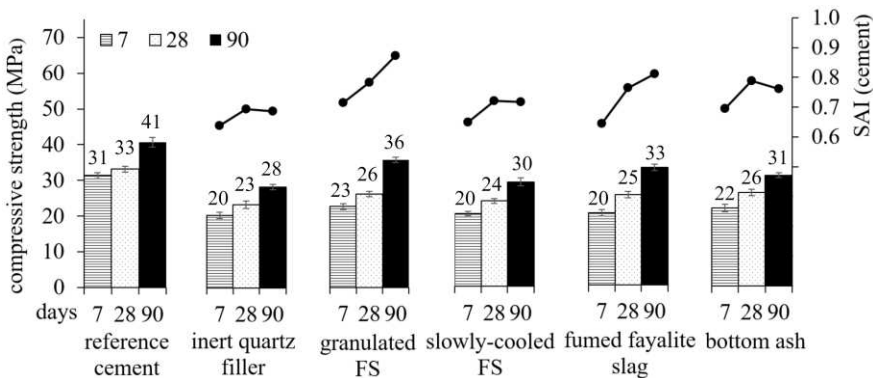 compressive strength (MPa)
70
60
50
40
30
20
10
0
7 28 90
31 33 41
20 23 28
23 26 36
20 24 30
20 25 33
22 26 31
1.0
0.9
0.8
0.7
0.6
SAI (cement)
days 7 28 90 7 28 90 7 28 90 7 28 90 7 28 90 7 28 90
reference inert quartz granulated slowly-cooled fumed fayalite bottom ash
cement filler FS FS slag